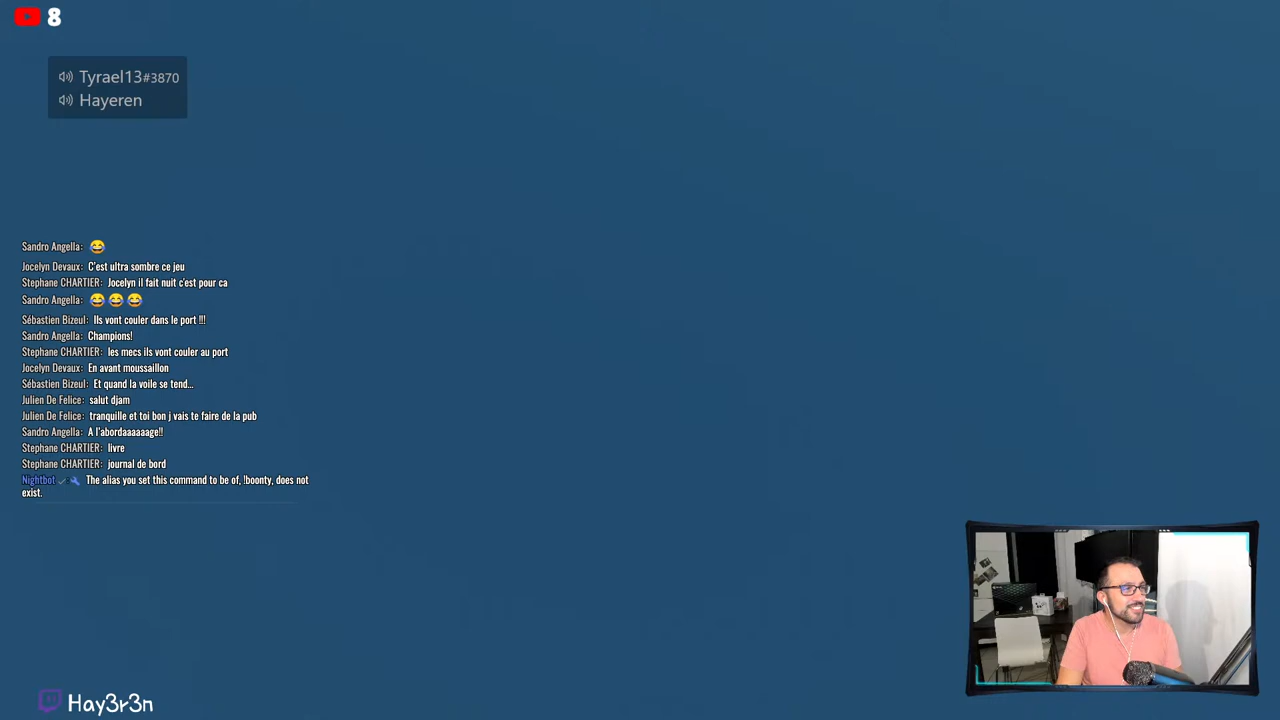 8
Tyrael13#3870
Hayeren
Sandro Angella: 😂
Jocelyn Devaux: C'est ultra sombre ce jeu
Stephane CHARTIER: Jocelyn il fait nuit c'est pour ca
Sandro Angella: 😂 😂 😂
Sébastien Bizeul: Ils vont couler dans le port !!!
Sandro Angella: Champions!
Stephane CHARTIER: les mecs ils vont couler au port
Jocelyn Devaux: En avant moussaillon
Sébastien Bizeul: Et quand la voile se tend...
Julien De Felice: salut djam
Julien De Felice: tranquille et toi bon j vais te faire de la pub
Sandro Angella: A l'abordaaaaaage!!
Stephane CHARTIER: livre
Stephane CHARTIER: journal de bord
Nightbot The alias you set this command to be of, !boonty, does not
exist.
Hay3r3n